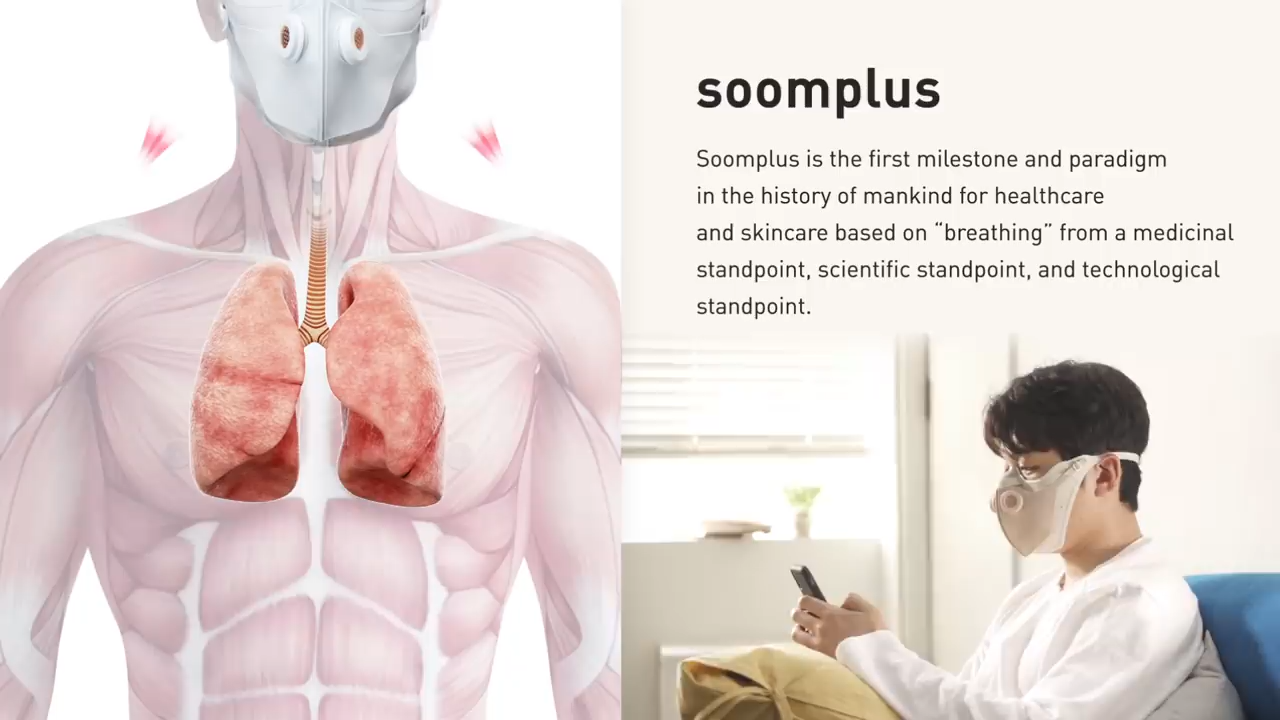 soomplus
Soomplus is the first milestone and paradigm
in the history of mankind for healthcare
and skincare based on “breathing” from a medicinal
standpoint, scientific standpoint, and technological
standpoint.